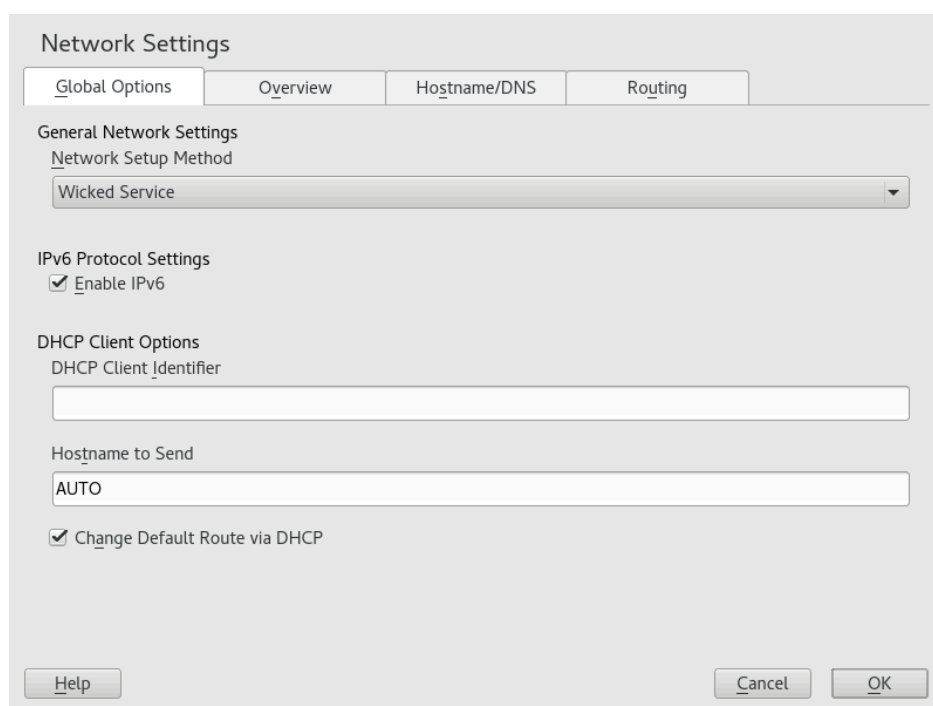 Network Settings
Global Options Overview Hostname/DNS Routing
General Network Settings
Network Setup Method
Wicked Service
IPv6 Protocol Settings
Enable IPv6
DHCP Client Options
DHCP Client Identifier
Hostname to Send
AUTO
Change Default Route via DHCP
Help Cancel OK